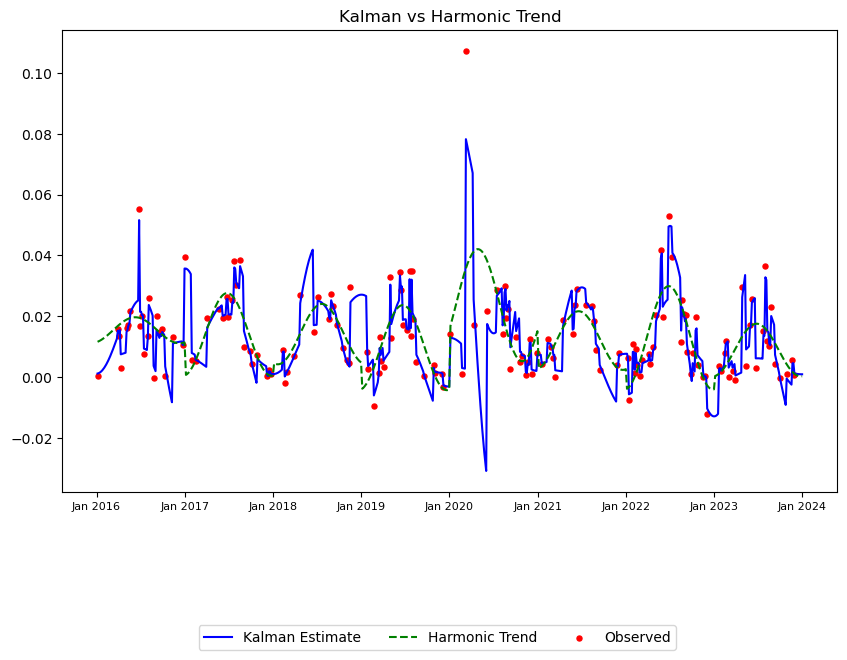 Kalman vs Harmonic Trend
0.10
0.08
0.06
0.04
0.02
0.00
−0.02
Jan 2016 Jan 2017 Jan 2018 Jan 2019 Jan 2020 Jan 2021 Jan 2022 Jan 2023 Jan 2024
Kalman Estimate Harmonic Trend Observed